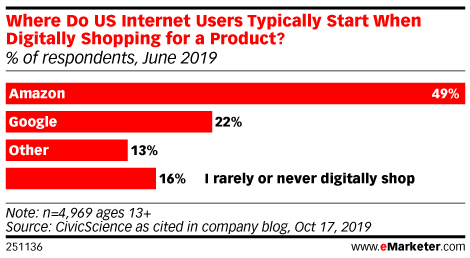 Where Do US Internet Users Typically Start When
Digitally Shopping for a Product?
% of respondents, June 2019
Amazon 49%
Google 22%
Other 13%
16% I rarely or never digitally shop
Note: n=4,969 ages 13+
Source: CivicScience as cited in company blog, Oct 17, 2019
251136 www.eMarketer.com